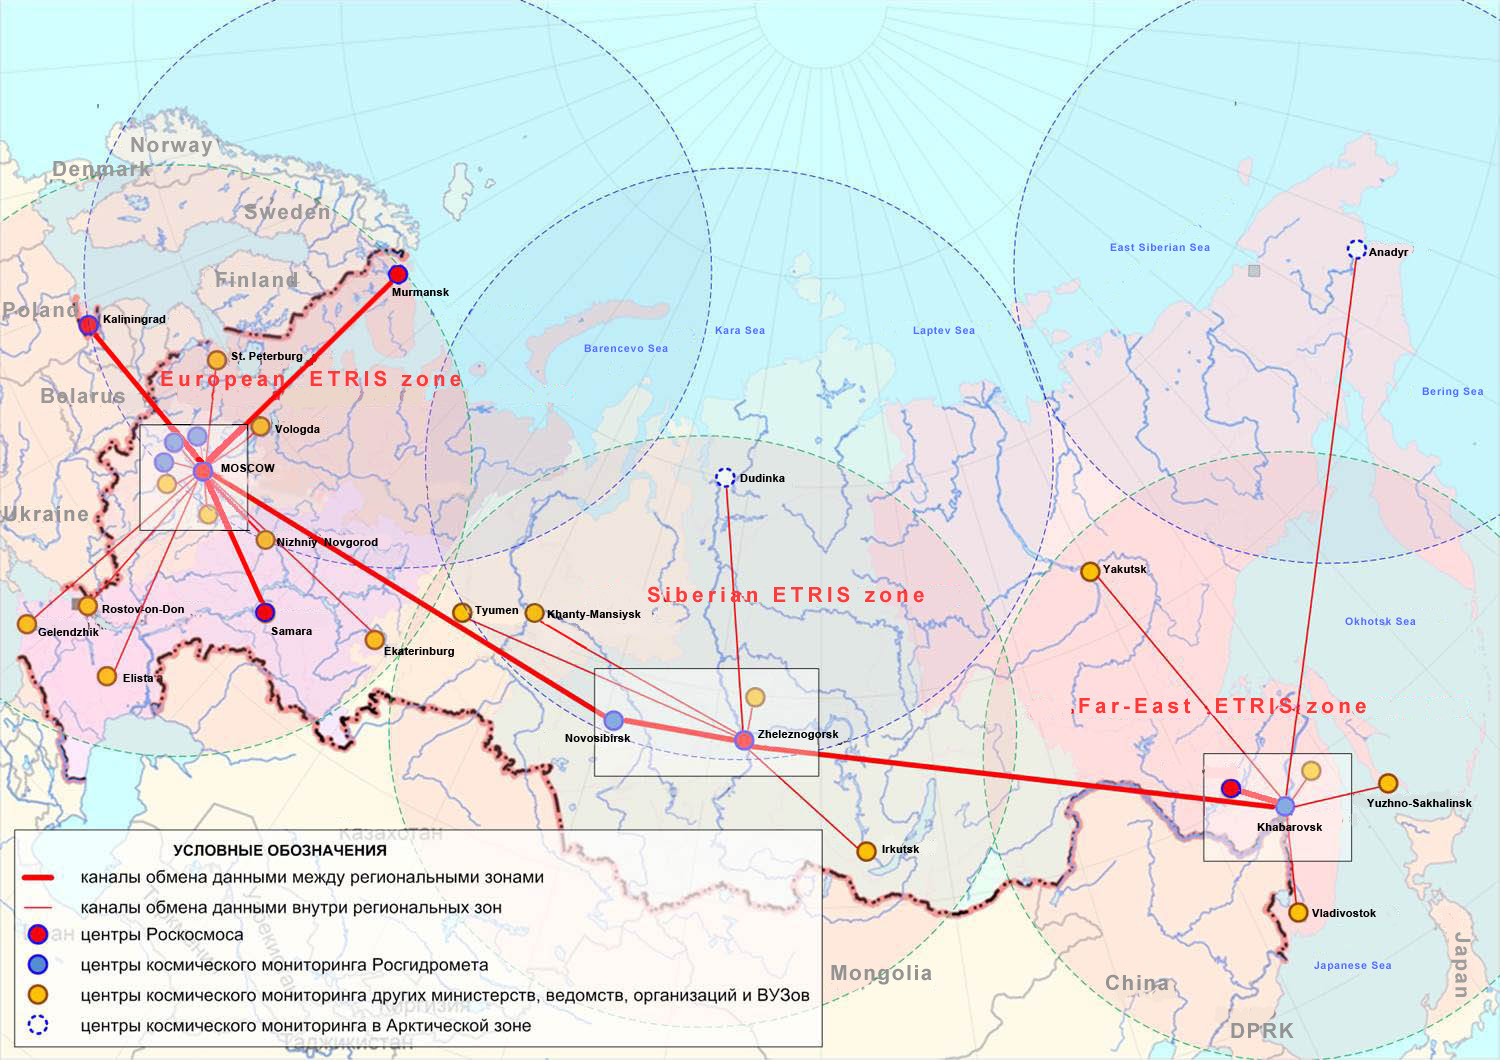 Norway
Denmark
Sweden
East Siberian Sea
Anadyr
Finland
Murmansk
Poland
Kaliningrad
Kara Sea
Laptev Sea
Barencevo Sea
St. Peterburg
European ETRIS zone
Belarus
Bering Sea
Vologda
MOSCOW
Dudinka
Ukraine
Nizhniy Novgorod
Yakutsk
Siberian ETRIS zone
Rostov-on-Don
Tyumen
Khanty-Mansiysk
Okhotsk Sea
Gelendzhik
Samara
Ekaterinburg
Elista
Far-East ETRIS zone
Novosibirsk
Zheleznogorsk
Yuzhno-Sakhalinsk
Khabarovsk
Казахстан
Irkutsk
Vladivostok
УСЛОВНЫЕ ОБОЗНАЧЕНИЯ
каналы обмена данными между региональными зонами
каналы обмена данными внутри региональных зон
центры Роскосмоса
центры космического мониторинга Росгидромета
центры космического мониторинга других министерств, ведомств, организаций и ВУЗов
центры космического мониторинга в Арктической зоне
Таджикистан
Mongolia
China
Japanese Sea
Japan
DPRK